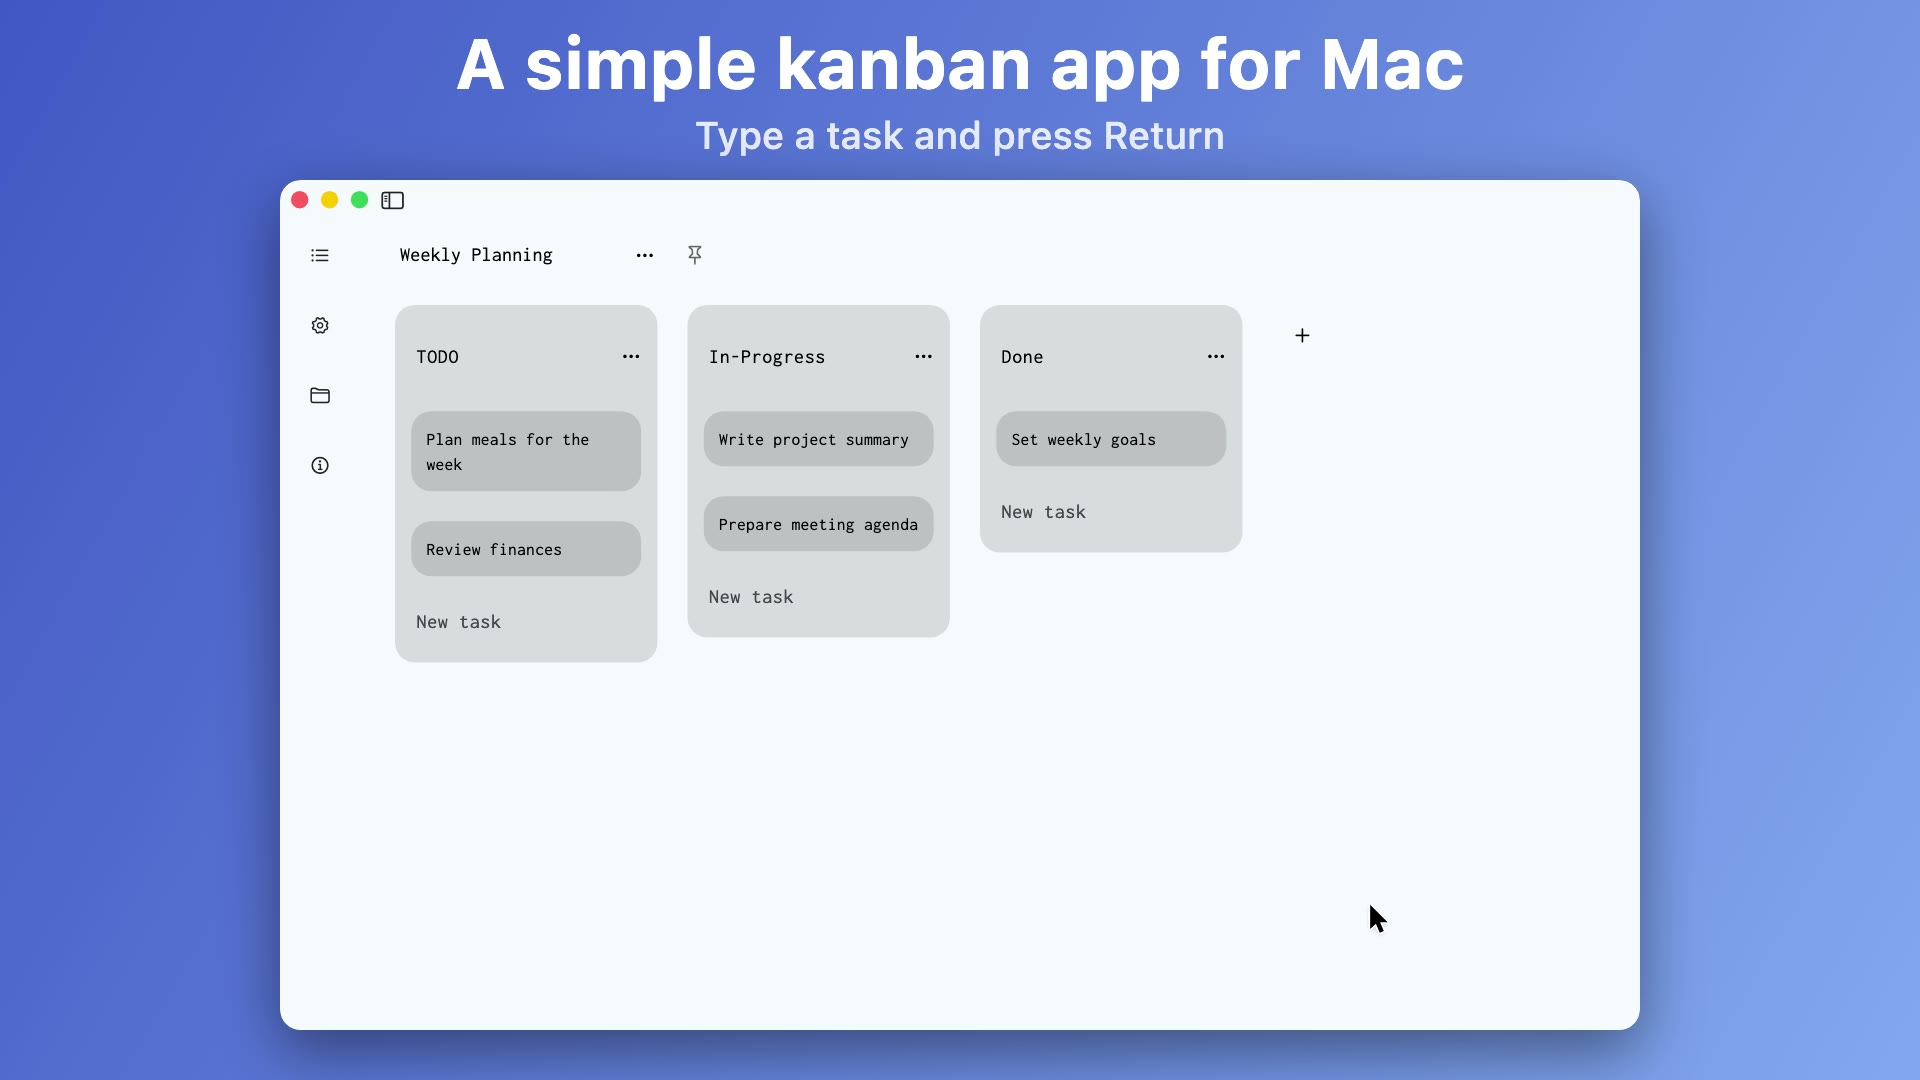 A simple kanban app for Mac
Type a task and press Return
Weekly Planning
TODO
Plan meals for the
week
Review finances
New task
In-Progress
Write project summary
Prepare meeting agenda
New task
Done
Set weekly goals
New task